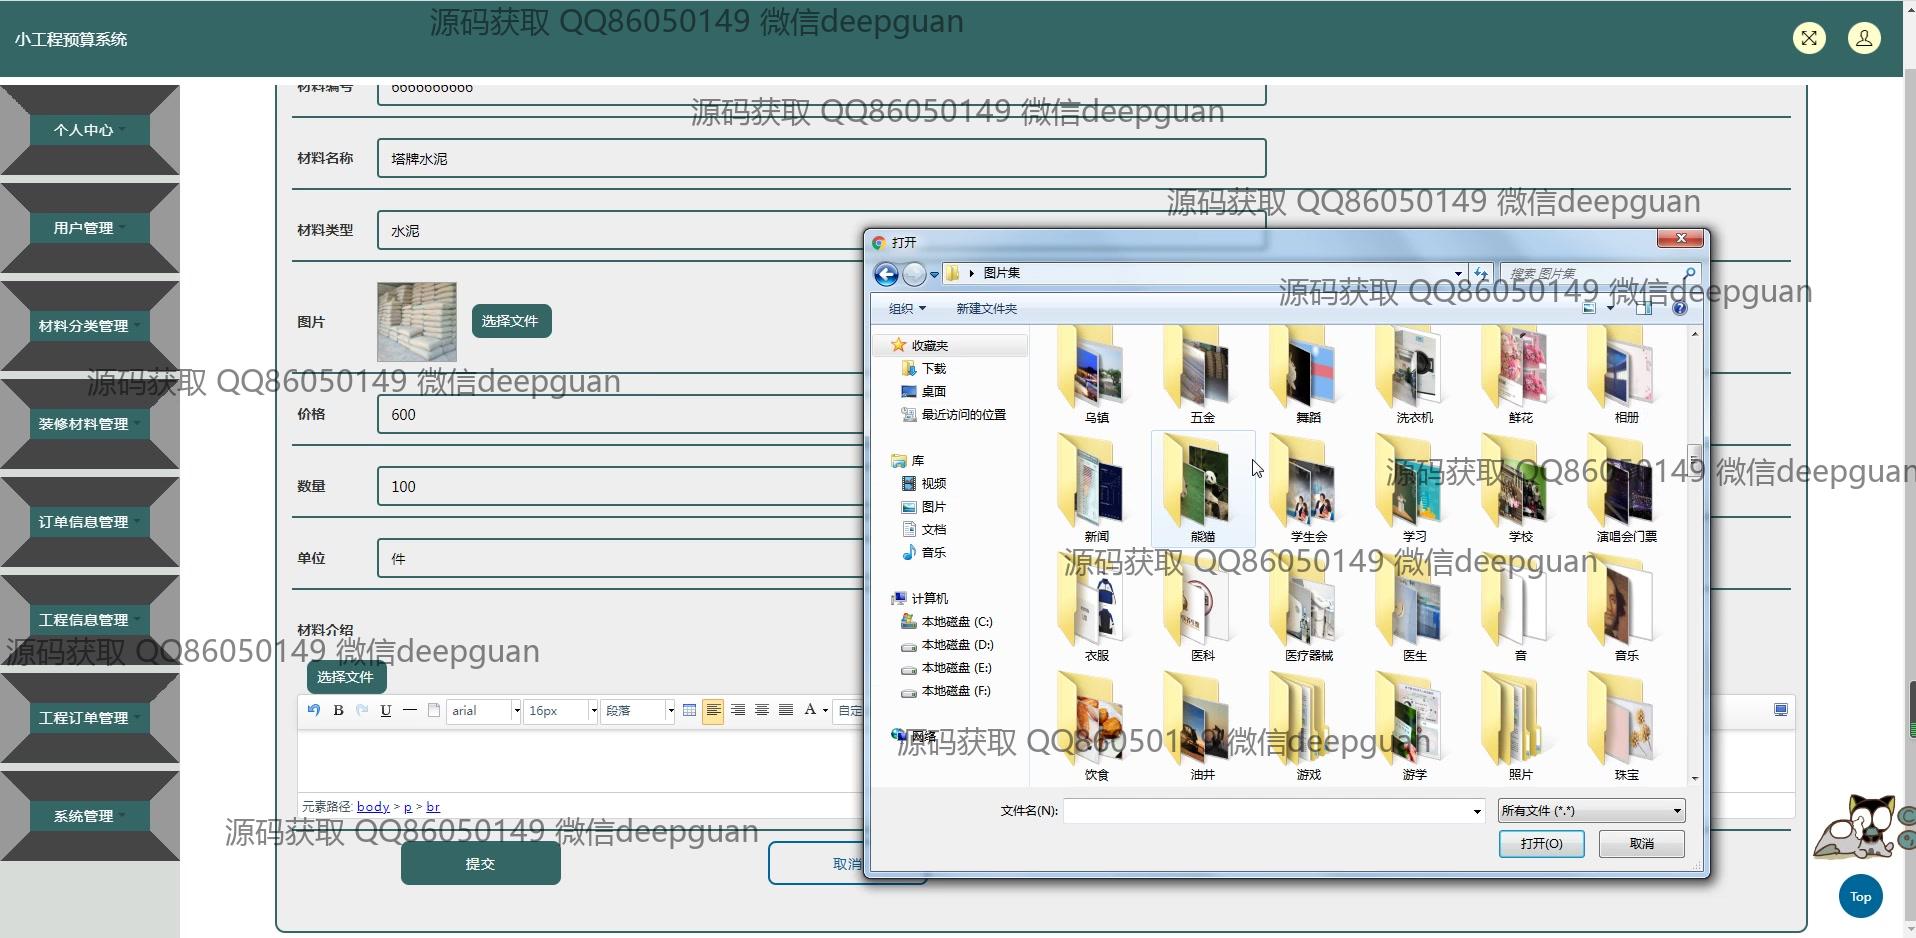 源码获取 QQ86050149 微信deepguan
小工程预算系统
材料编号 6666666666
源码获取 QQ86050149 微信deepguan
个人中心
材料名称 塔牌水泥
源码获取 QQ86050149 微信deepguan
用户管理
材料类型 水泥
打开
图片集
搜索 图片集
源码获取 QQ86050149 微信deepguan
组织 新建文件夹
图片 选择文件
材料分类管理
收藏夹
下载
桌面
最近访问的位置
乌镇 五金 舞蹈 洗衣机 鲜花 相册
源码获取 QQ86050149 微信deepguan
价格 600
装修材料管理
库
视频
图片
文档
音乐
源码获取 QQ86050149 微信deepguan
数量 100
订单信息管理
新闻 熊猫 学生会 学习 学校 演唱会门票
单位 件
源码获取 QQ86050149 微信deepguan
计算机
本地磁盘 (C:)
本地磁盘 (D:)
本地磁盘 (E:)
本地磁盘 (F:)
工程信息管理
材料介绍
源码获取 QQ86050149 微信deepguan
衣服 医科 医疗器械 医生 音 音乐
选择文件
工程订单管理
B U arial 16px 段落 A 自定
网络
源码获取 QQ86050149 微信deepguan
饮食 油井 游戏 游学 照片 珠宝
元素路径: body > p > br
文件名(N): 所有文件 (*.*)
系统管理
源码获取 QQ86050149 微信deepguan
打开(O) 取消
提交 取消
Top